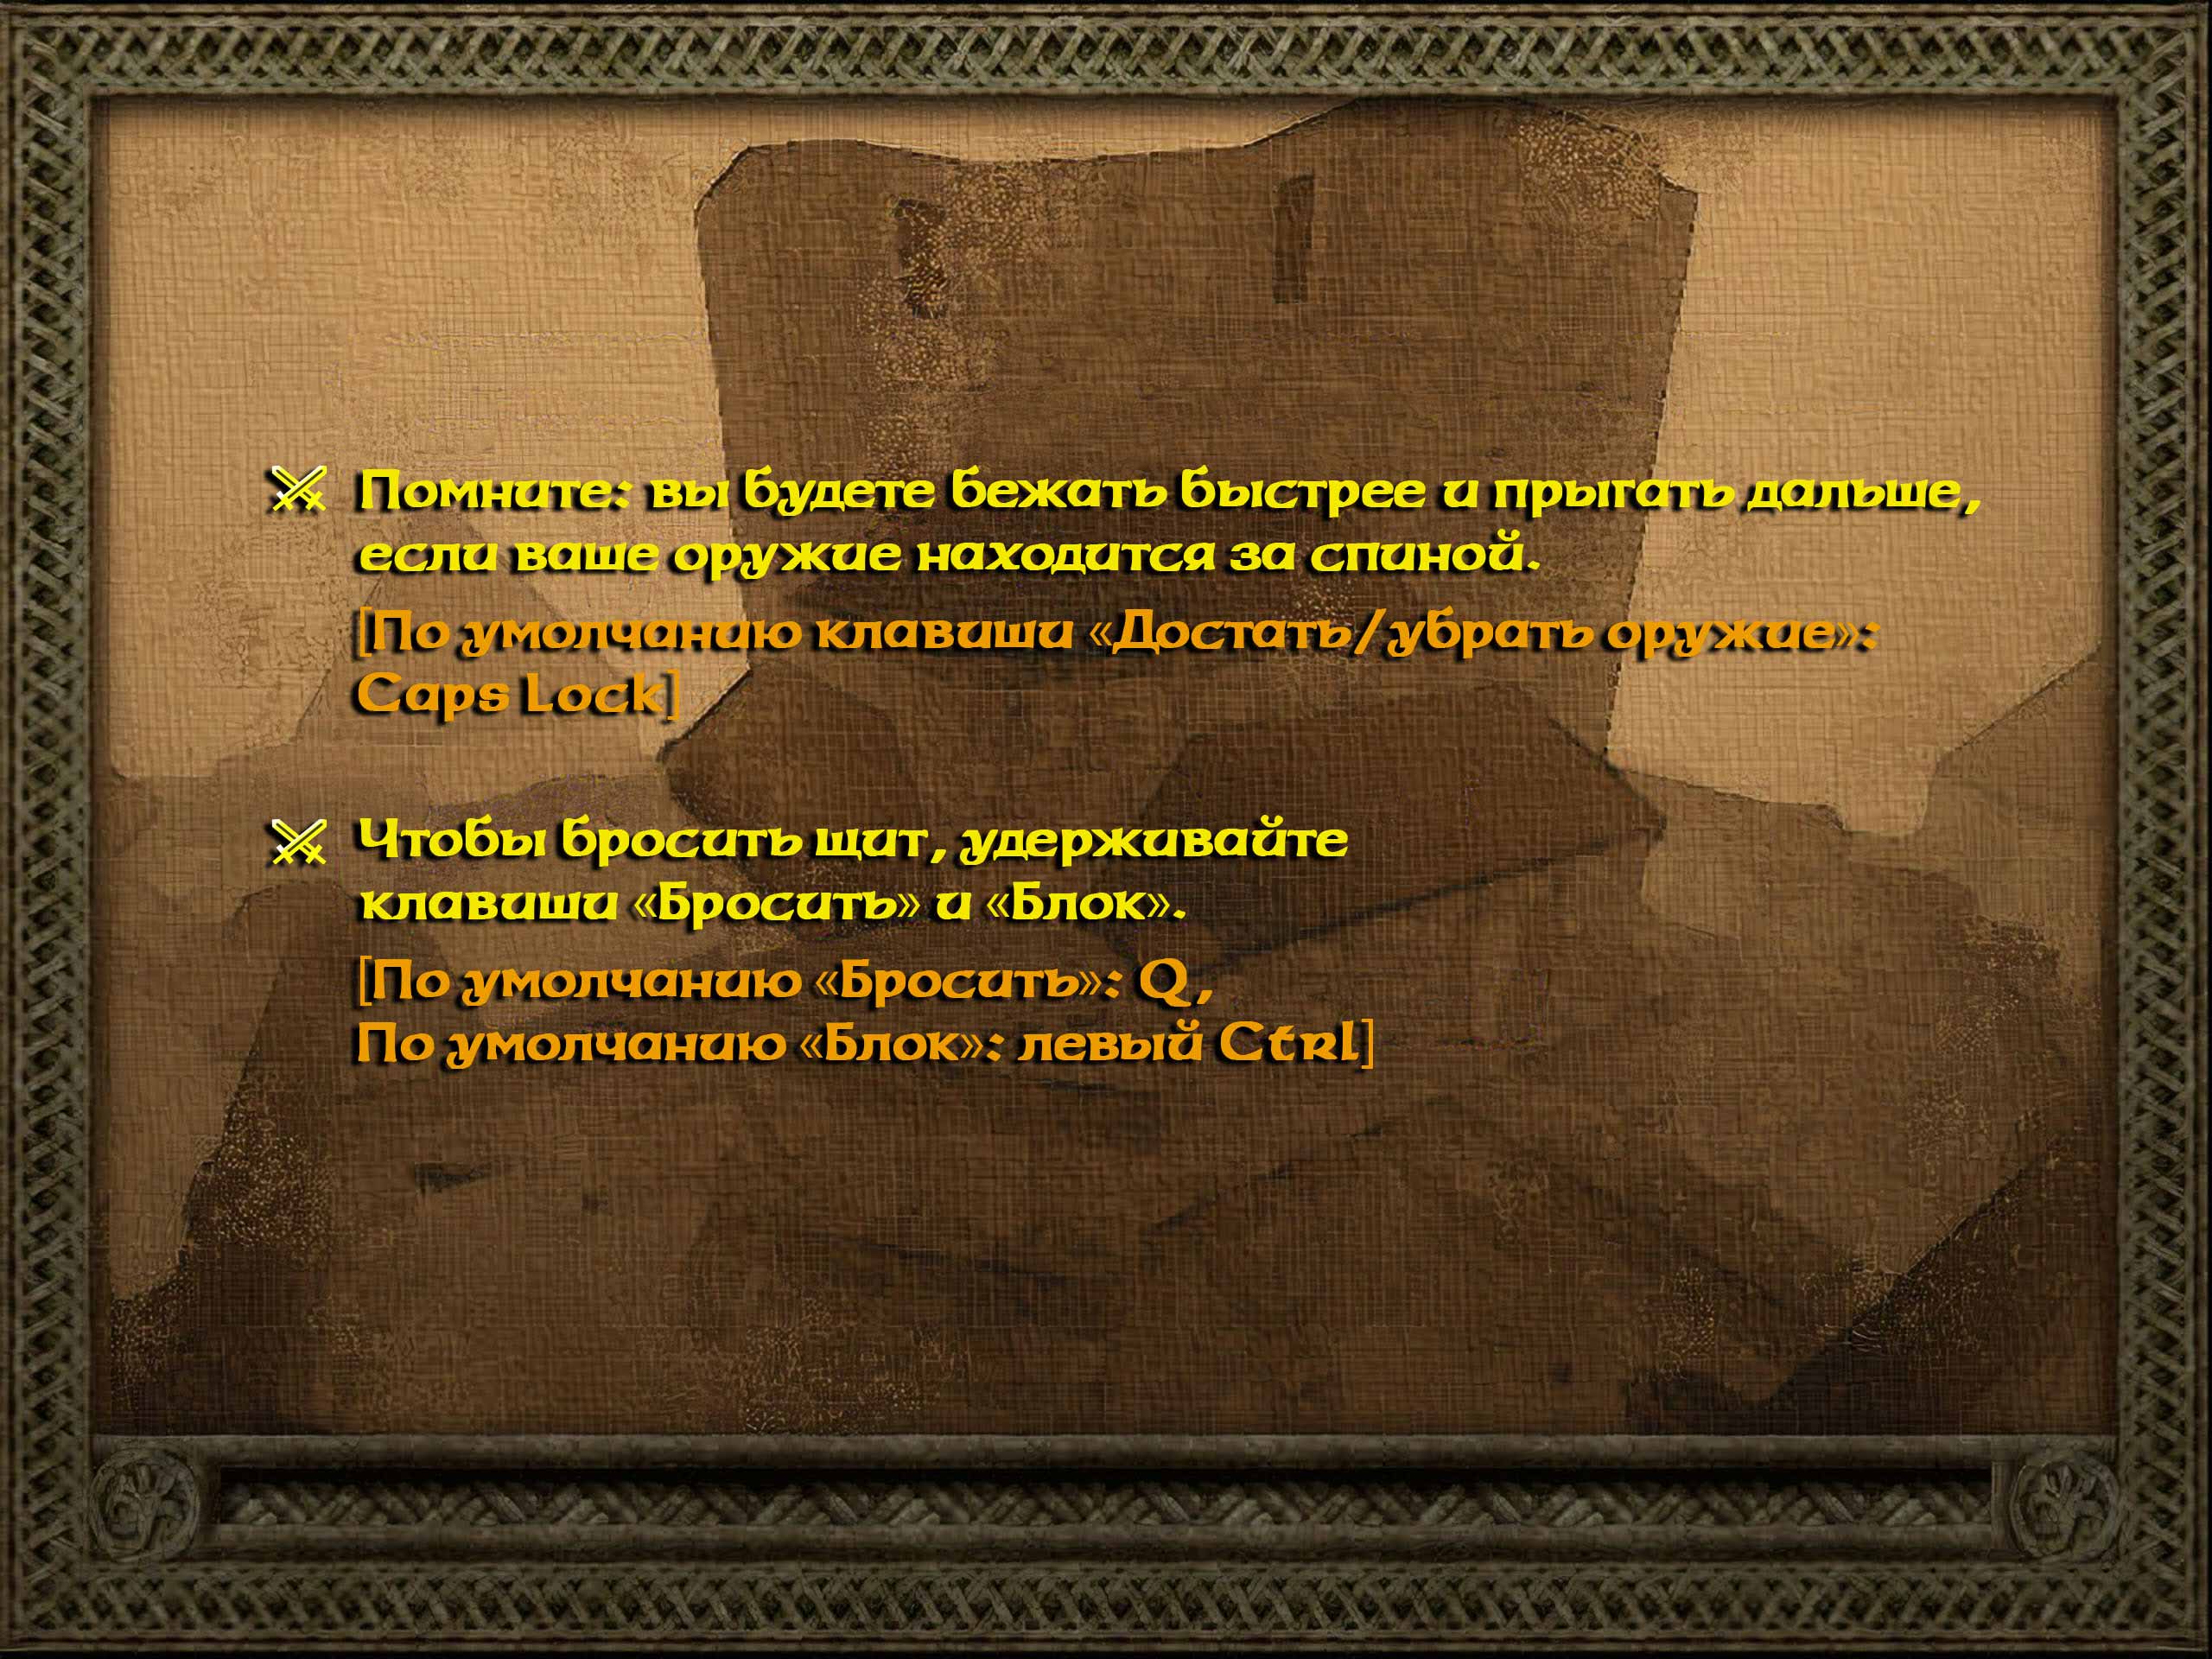 Помните: вы будете бежать быстрее и прыгать дальше,
если ваше оружие находится за спиной.
[По умолчанию клавиши «Достать/убрать оружие»:
Caps Lock]
Чтобы бросить щит, удерживайте
клавиши «Бросить» и «Блок».
[По умолчанию «Бросить»: Q,
По умолчанию «Блок»: левый Ctrl]